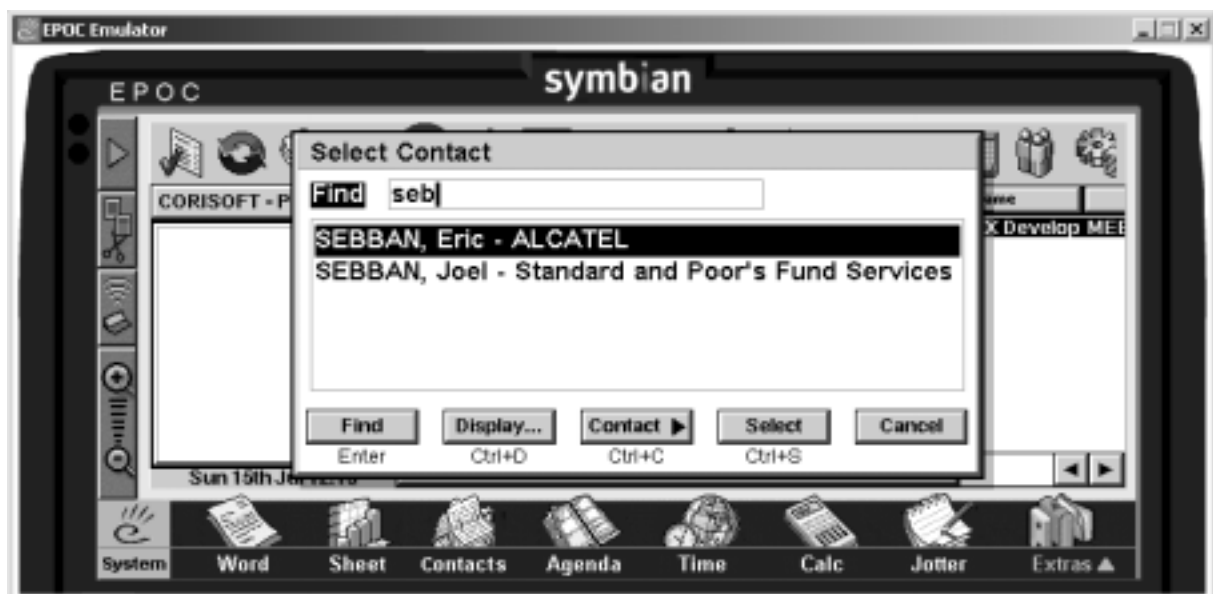 EPOC Emulator
symbian
EPOC
Select Contact
CORISOFT - P
Find seb
X Develop MEE
SEBBAN, Eric - ALCATEL
SEBBAN, Joel - Standard and Poor's Fund Services
Find Display... Contact Select Cancel
Enter Ctrl+D Ctrl+C Ctrl+S
Sun 15th
System Word Sheet Contacts Agenda Time Calc Jotter Extras